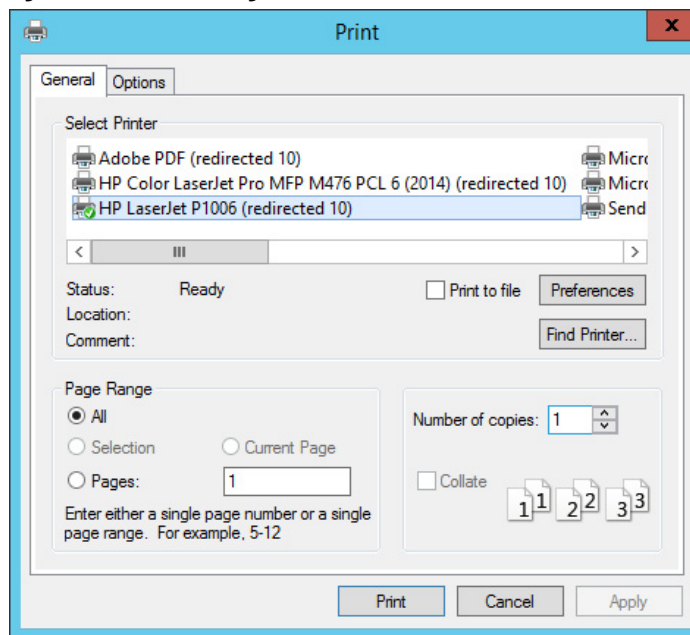 Print
x
General
Options
Select Printer
Adobe PDF (redirected 10)
HP Color LaserJet Pro MFP M476 PCL 6 (2014) (redirected 10)
HP LaserJet P1006 (redirected 10)
Micro
Micro
Send
Status: Ready
Location:
Comment:
Print to file
Preferences
Find Printer...
Page Range
All
Selection
Current Page
Pages: 1
Enter either a single page number or a single
page range. For example, 5-12
Number of copies: 1
Collate
1 1 2 2 3 3
Print
Cancel
Apply